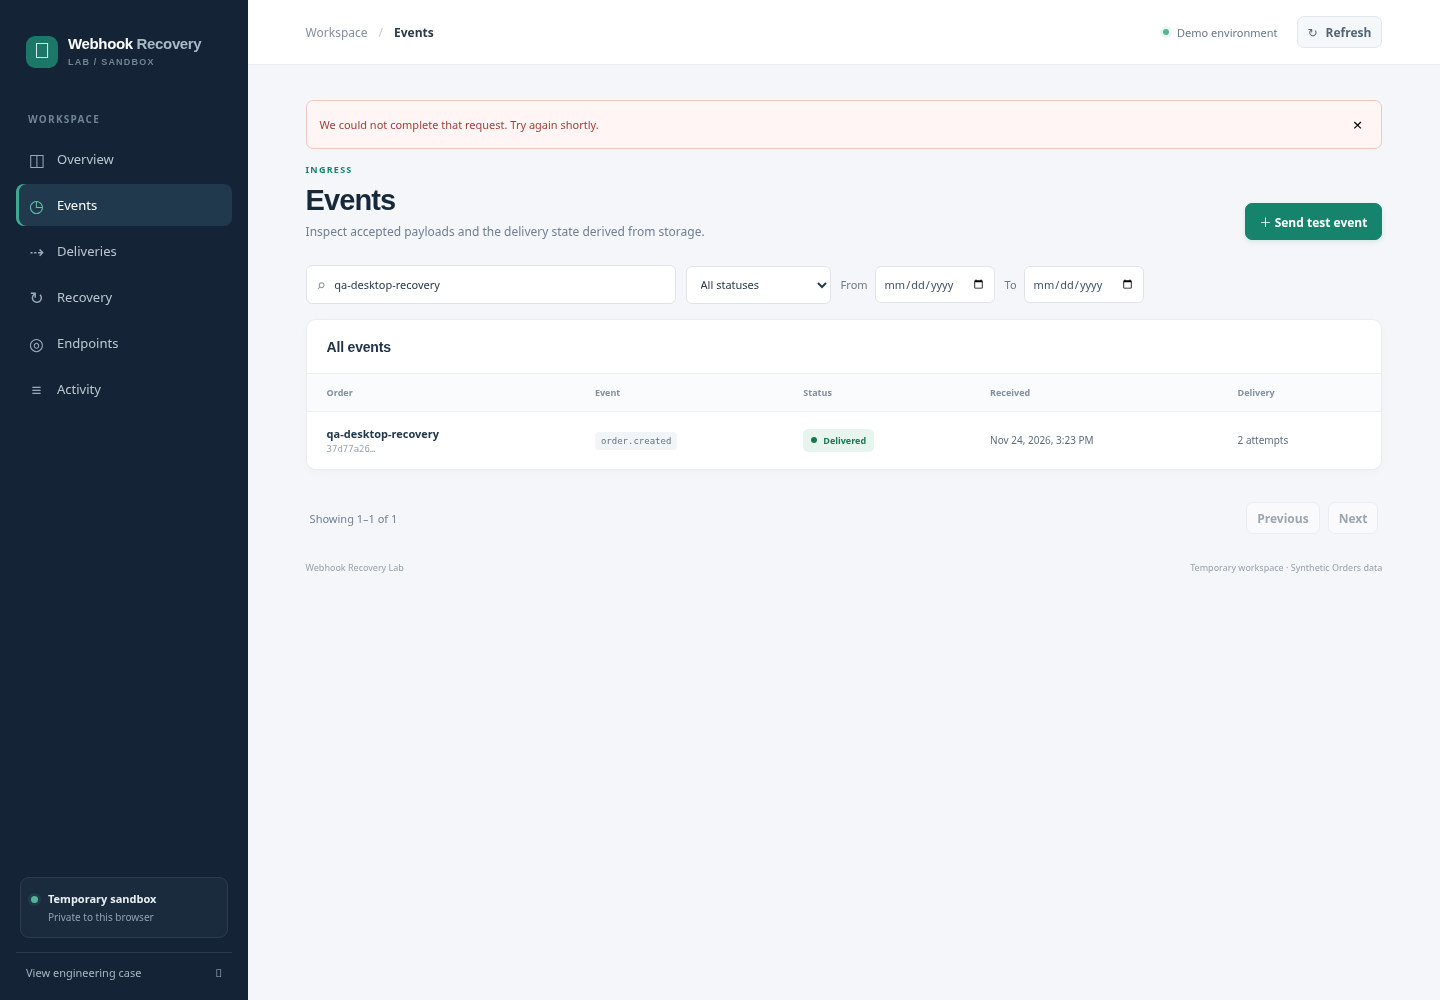 Webhook Recovery
LAB / SANDBOX
WORKSPACE
Overview
Events
Deliveries
Recovery
Endpoints
Activity
Temporary sandbox
Private to this browser
View engineering case
Workspace / Events
Demo environment
↻ Refresh
We could not complete that request. Try again shortly.
×
INGRESS
Events
Inspect accepted payloads and the delivery state derived from storage.
+ Send test event
qa-desktop-recovery
All statuses
From mm/dd/yyyy
To mm/dd/yyyy
All events
Order Event Status Received Delivery
qa-desktop-recovery order.created Delivered Nov 24, 2026, 3:23 PM 2 attempts
37d77a26…
Showing 1–1 of 1
Previous Next
Webhook Recovery Lab
Temporary workspace · Synthetic Orders data